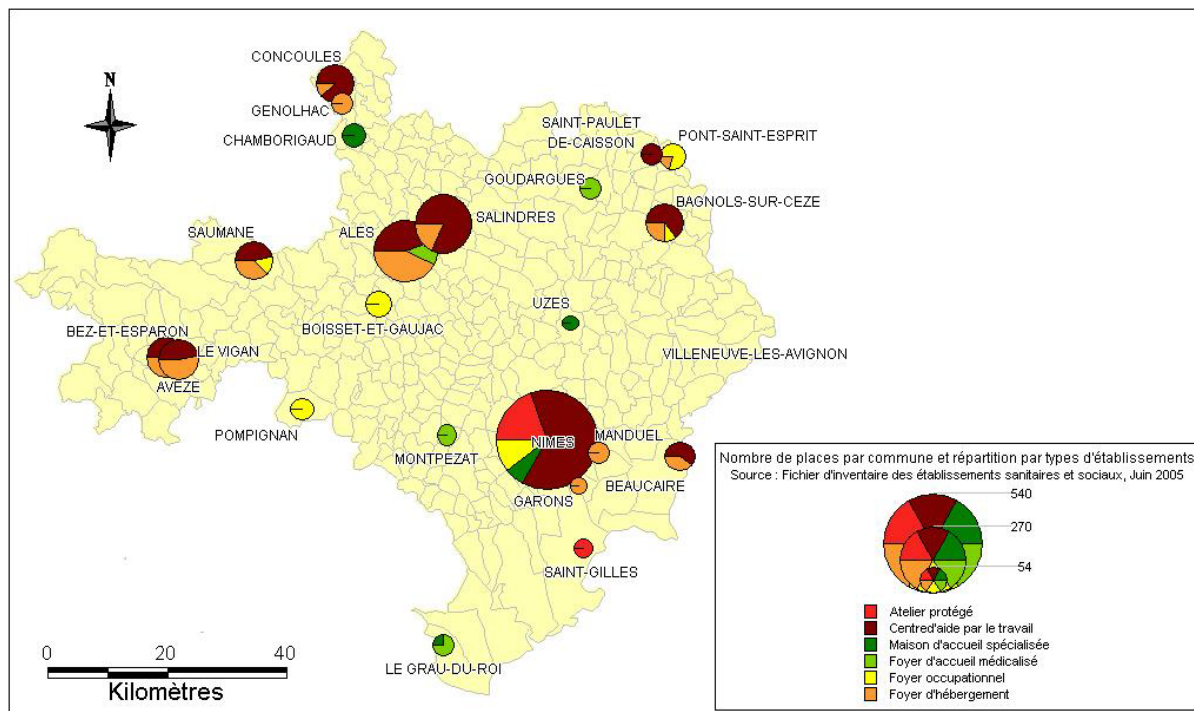 CONCOULES
N
GENOLHAC
CHAMBORIGAUD
SAINT-PAULET
DE-CAISSON
PONT-SAINT-ESPRIT
GOUDARGUES
BAGNOLS-SUR-CEZE
SALINDRES
ALES
SAUMANE
UZES
BOISSET-ET-GAUJAC
BEZ-ET-ESPARON
LE VIGAN
VILLENEUVE-LES-AVIGNON
AVEZE
POMPIGNAN
NIMES
MANDUEL
MONTPEZAT
BEAUCAIRE
GARONS
SAINT-GILLES
LE GRAU-DU-ROI
0 20 40
Kilomètres
Nombre de places par commune et répartition par types d'établissements
Source : Fichier d'inventaire des établissements sanitaires et sociaux, Juin 2005
540
270
54
Atelier protégé
Centred'aide par le travail
Maison d'accueil spécialisée
Foyer d'accueil médicalisé
Foyer occupationnel
Foyer d'hébergement